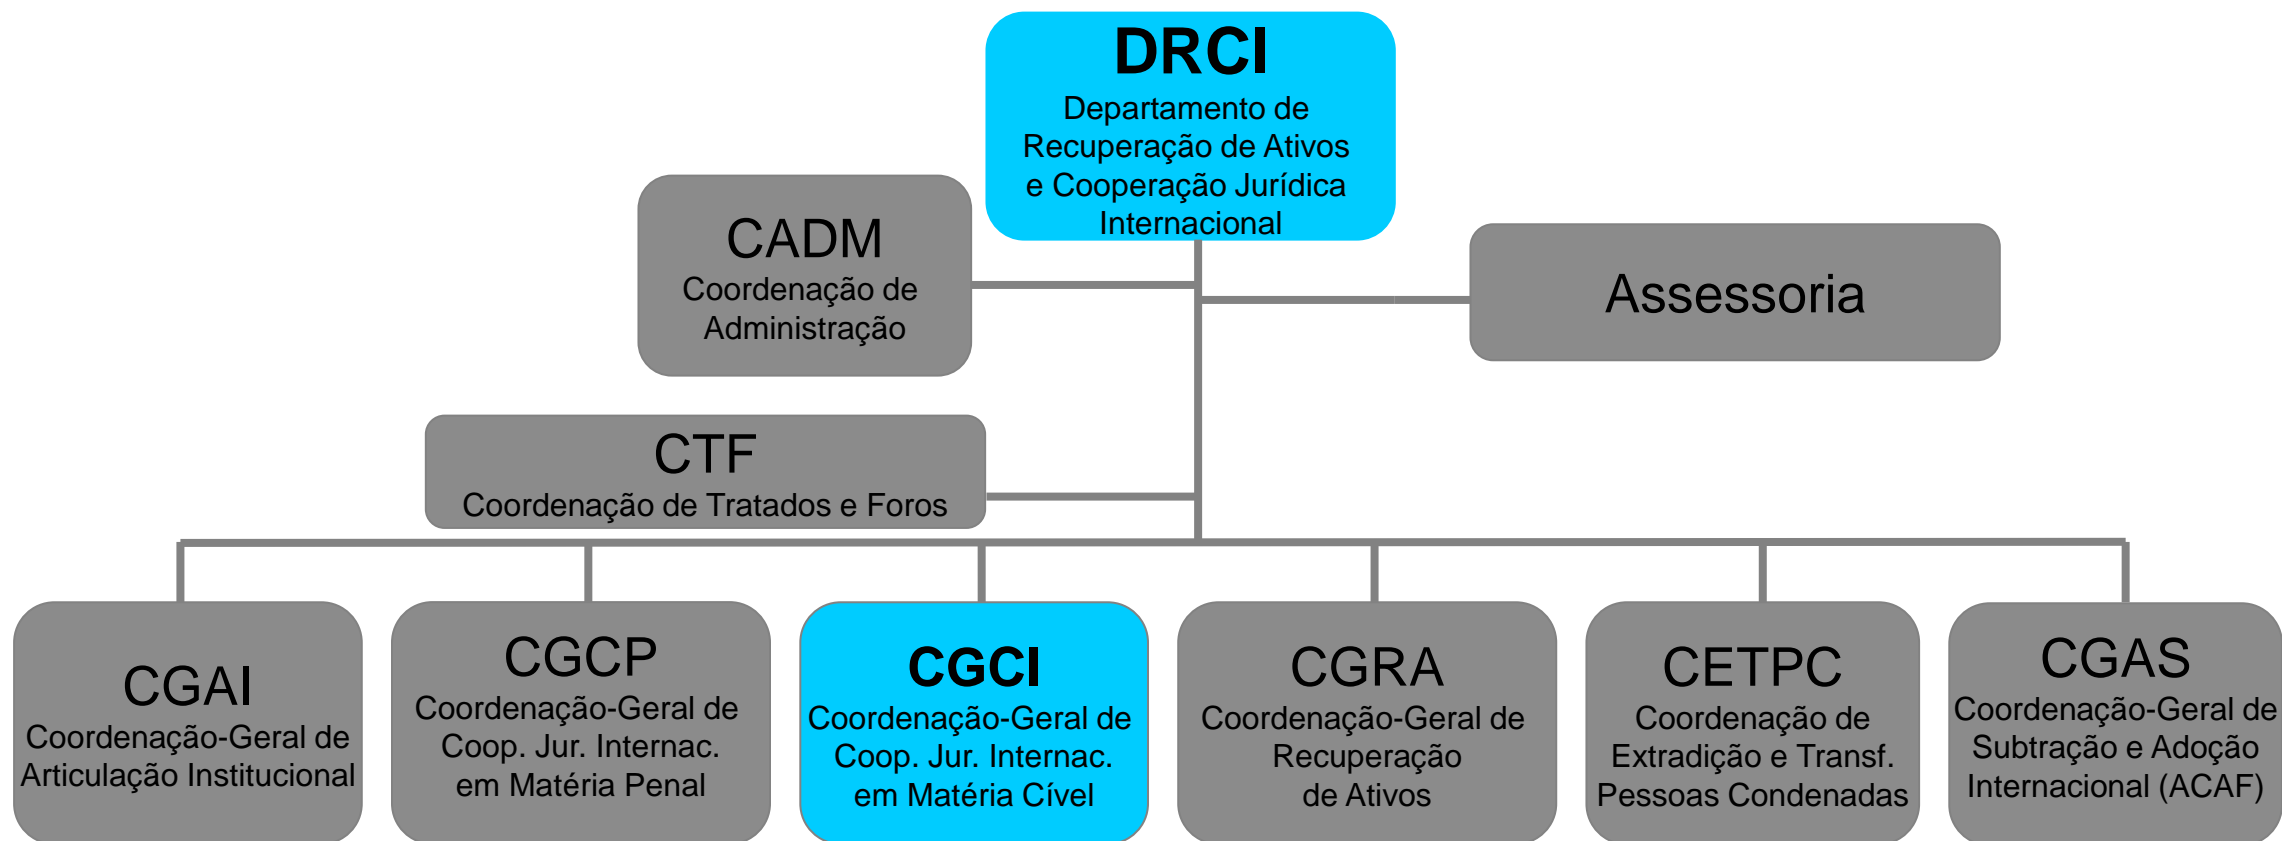 DRCI
Departamento de
Recuperação de Ativos
e Cooperação Jurídica
Internacional
CADM
Coordenação de
Administração
Assessoria
CTF
Coordenação de Tratados e Foros
CGAI
Coordenação-Geral de
Articulação Institucional
CGCP
Coordenação-Geral de
Coop. Jur. Internac.
em Matéria Penal
CGCI
Coordenação-Geral de
Coop. Jur. Internac.
em Matéria Cível
CGRA
Coordenação-Geral de
Recuperação
de Ativos
CETPC
Coordenação de
Extradição e Transf.
Pessoas Condenadas
CGAS
Coordenação-Geral de
Subtração e Adoção
Internacional (ACAF)